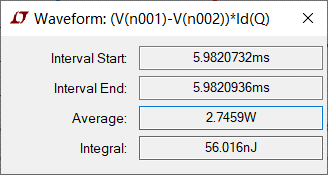 Waveform: (V(n001)-V(n002))*Id(Q)
Interval Start: 5.9820732ms
Interval End: 5.9820936ms
Average: 2.7459W
Integral: 56.016nJ